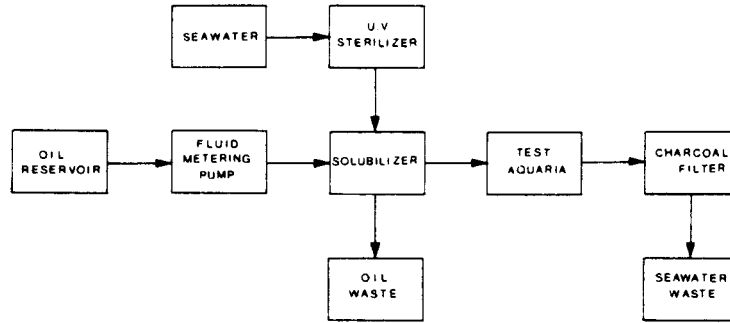 SEAWATER
U.V
STERILIZER
OIL
RESERVOIR
FLUID
METERING
PUMP
SOLUBILIZER
TEST
AQUARIA
CHARCOAL
FILTER
OIL
WASTE
SEAWATER
WASTE